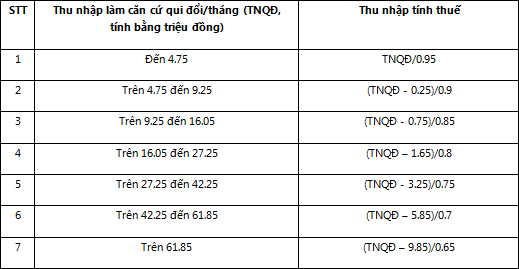 STT Thu nhập làm căn cứ qui đổi/tháng (TNQĐ, Thu nhập tính thuế
tính bằng triệu đồng)
1 Đến 4.75 TNQĐ/0.95
2 Trên 4.75 đến 9.25 (TNQĐ - 0.25)/0.9
3 Trên 9.25 đến 16.05 (TNQĐ - 0.75)/0.85
4 Trên 16.05 đến 27.25 (TNQĐ – 1.65)/0.8
5 Trên 27.25 đến 42.25 (TNQĐ - 3.25)/0.75
6 Trên 42.25 đến 61.85 (TNQĐ – 5.85)/0.7
7 Trên 61.85 (TNQĐ – 9.85)/0.65